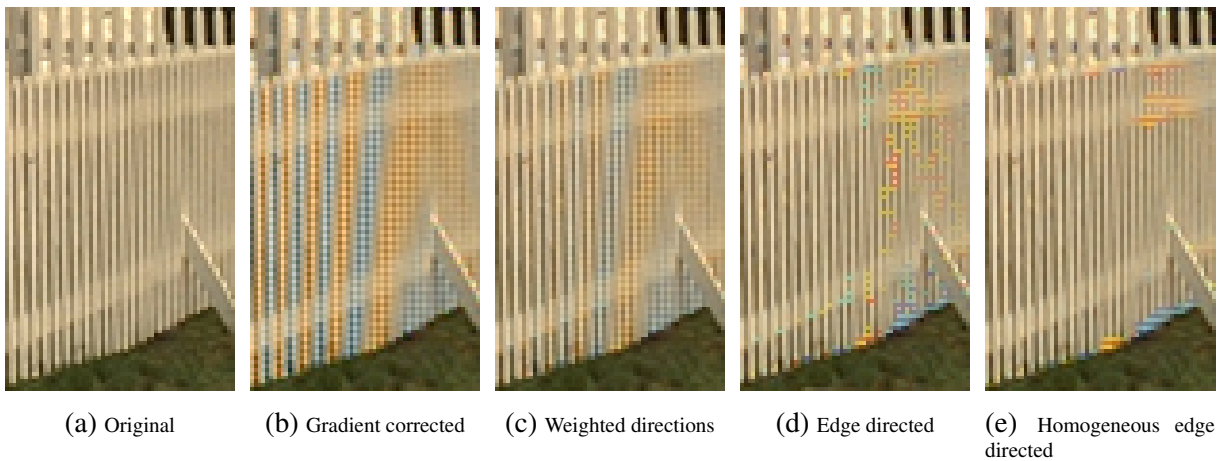 (a) Original
(b) Gradient corrected
(c) Weighted directions
(d) Edge directed
(e) Homogeneous edge
directed